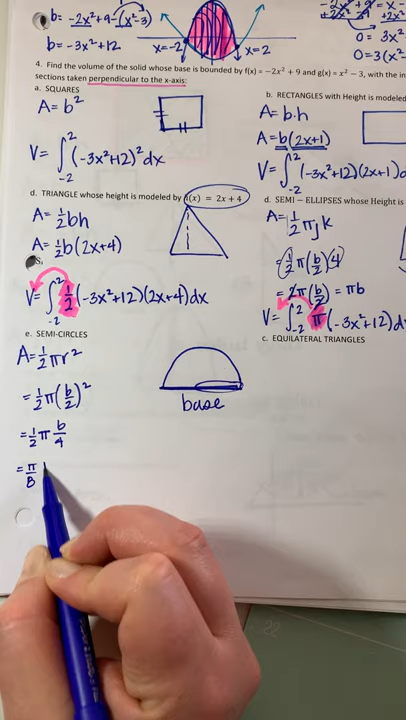 b= -2x²+9-(x²-3)
b= -3x²+12
x=-2
x=2
0= 3x²
0=3(x²
4. Find the volume of the solid whose base is bounded by f(x) = −2x² + 9 and g(x) = x² − 3, with the in
sections taken perpendicular to the x-axis:
a. SQUARES
A= b²
V= ∫₋₂² (-3x²+12)² dx
b. RECTANGLES with Height is modeled
A= b·h
A= b(2x+1)
V= ∫₋₂² (-3x²+12)(2x+1)d
d. TRIANGLE whose height is modeled by h(x) = 2x + 4
A= ½bh
A= ½b(2x+4)
V= ∫₋₂² ½(-3x²+12)(2x+4)dx
d. SEMI – ELLIPSES whose Height is
A= ½πjk
= ½π(b/2)(4)
= 2π(b/2) = πb
V= ∫₋₂² π(-3x²+12)d
e. SEMI-CIRCLES
A= ½πr²
= ½π(b/2)²
= ½π b/4
= π/8
base
c. EQUILATERAL TRIANGLES